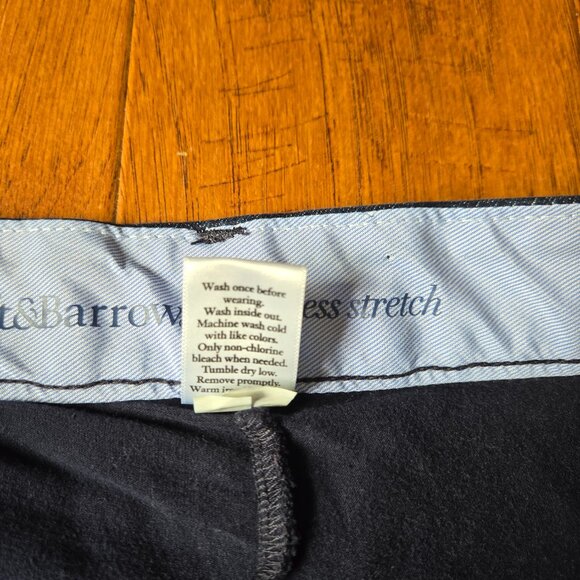 t&Barrow
ess stretch
Wash once before
wearing.
Wash inside out.
Machine wash cold
with like colors.
Only non-chlorine
bleach when needed.
Tumble dry low.
Remove promptly.
Warm